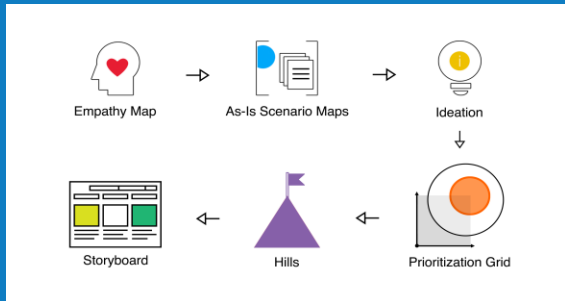 Empathy Map
As-Is Scenario Maps
Ideation
Prioritization Grid
Hills
Storyboard